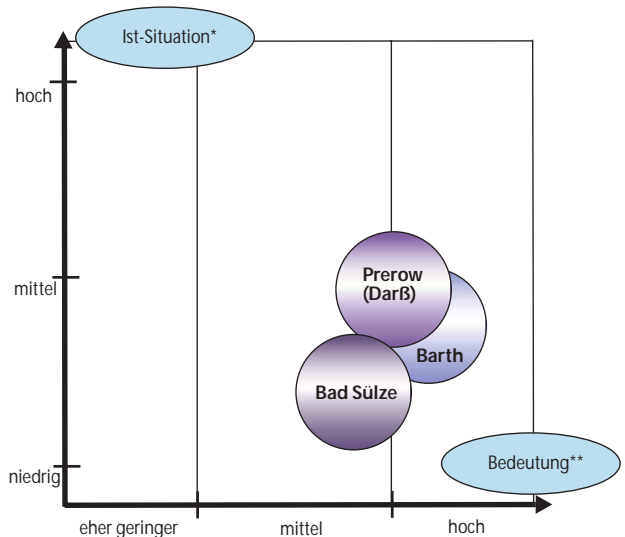 Ist-Situation*
hoch
mittel
niedrig
Prerow
(Darß)
Barth
Bad Sülze
Bedeutung**
eher geringer
mittel
hoch